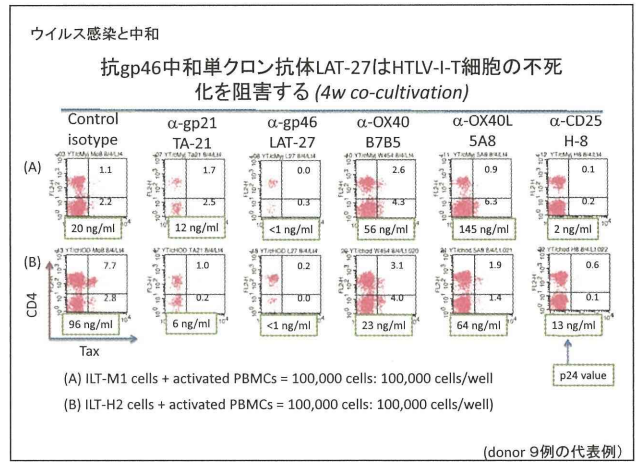 ウイルス感染と中和
抗gp46中和単クロン抗体LAT-27はHTLV-I-T細胞の不死
化を阻害する (4w co-cultivation)
Control isotype
α-gp21 TA-21
α-gp46 LAT-27
α-OX40 B7B5
α-OX40L 5A8
α-CD25 H-8
(A)
1.1
2.2
20 ng/ml
1.7
2.5
12 ng/ml
0.0
0.3
<1 ng/ml
2.6
4.3
56 ng/ml
0.9
6.3
145 ng/ml
0.1
0.2
2 ng/ml
(B)
7.7
2.8
96 ng/ml
1.0
0.2
6 ng/ml
0.2
0.0
<1 ng/ml
3.1
4.0
23 ng/ml
1.9
1.4
64 ng/ml
0.6
0.1
13 ng/ml
CD4
Tax
p24 value
(A) ILT-M1 cells + activated PBMCs = 100,000 cells: 100,000 cells/well
(B) ILT-H2 cells + activated PBMCs = 100,000 cells: 100,000 cells/well)
(donor 9例の代表例)